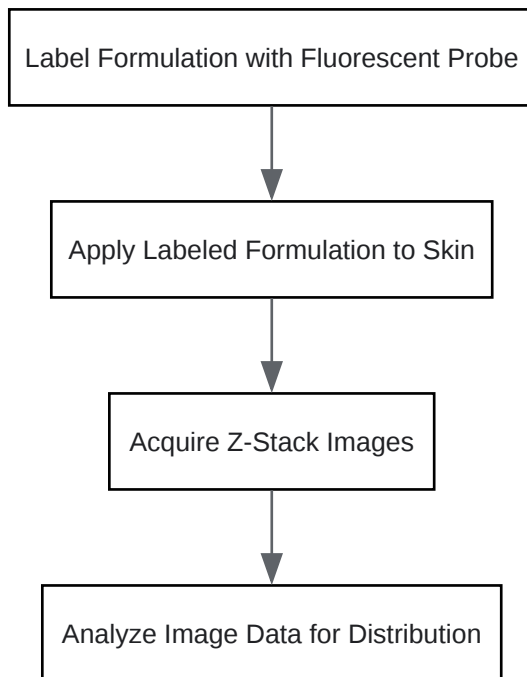 Label Formulation with Fluorescent Probe
Apply Labeled Formulation to Skin
Acquire Z-Stack Images
Analyze Image Data for Distribution